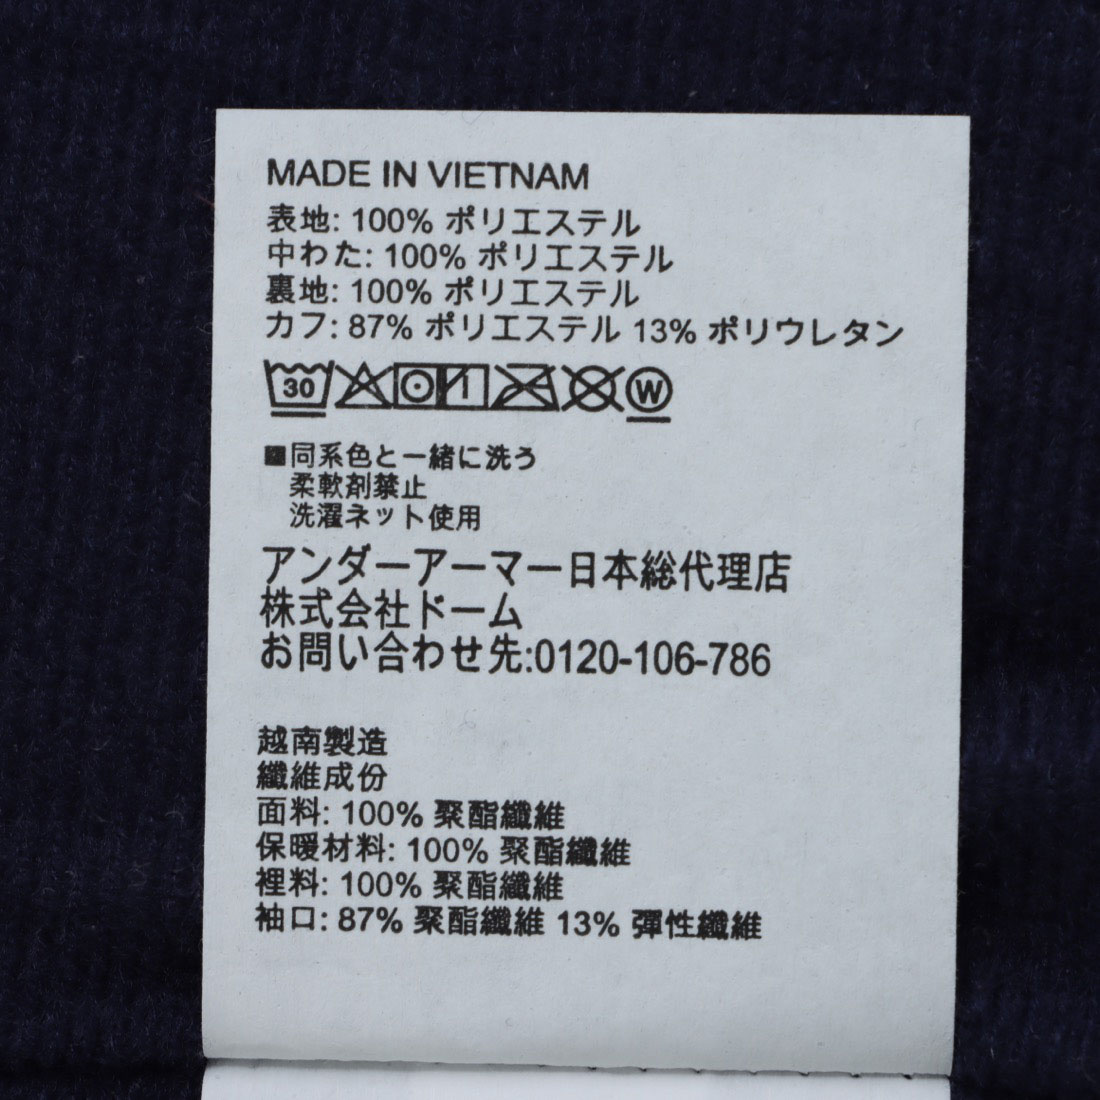 MADE IN VIETNAM
表地: 100% ポリエステル
中わた: 100% ポリエステル
裏地: 100% ポリエステル
カフ: 87% ポリエステル 13% ポリウレタン
30 W
■同系色と一緒に洗う
柔軟剤禁止
洗濯ネット使用
アンダーアーマー日本総代理店
株式会社ドーム
お問い合わせ先:0120-106-786
越南製造
纖維成份
面料: 100% 聚酯纖維
保暖材料: 100% 聚酯纖維
裡料: 100% 聚酯纖維
袖口: 87% 聚酯纖維 13% 彈性纖維